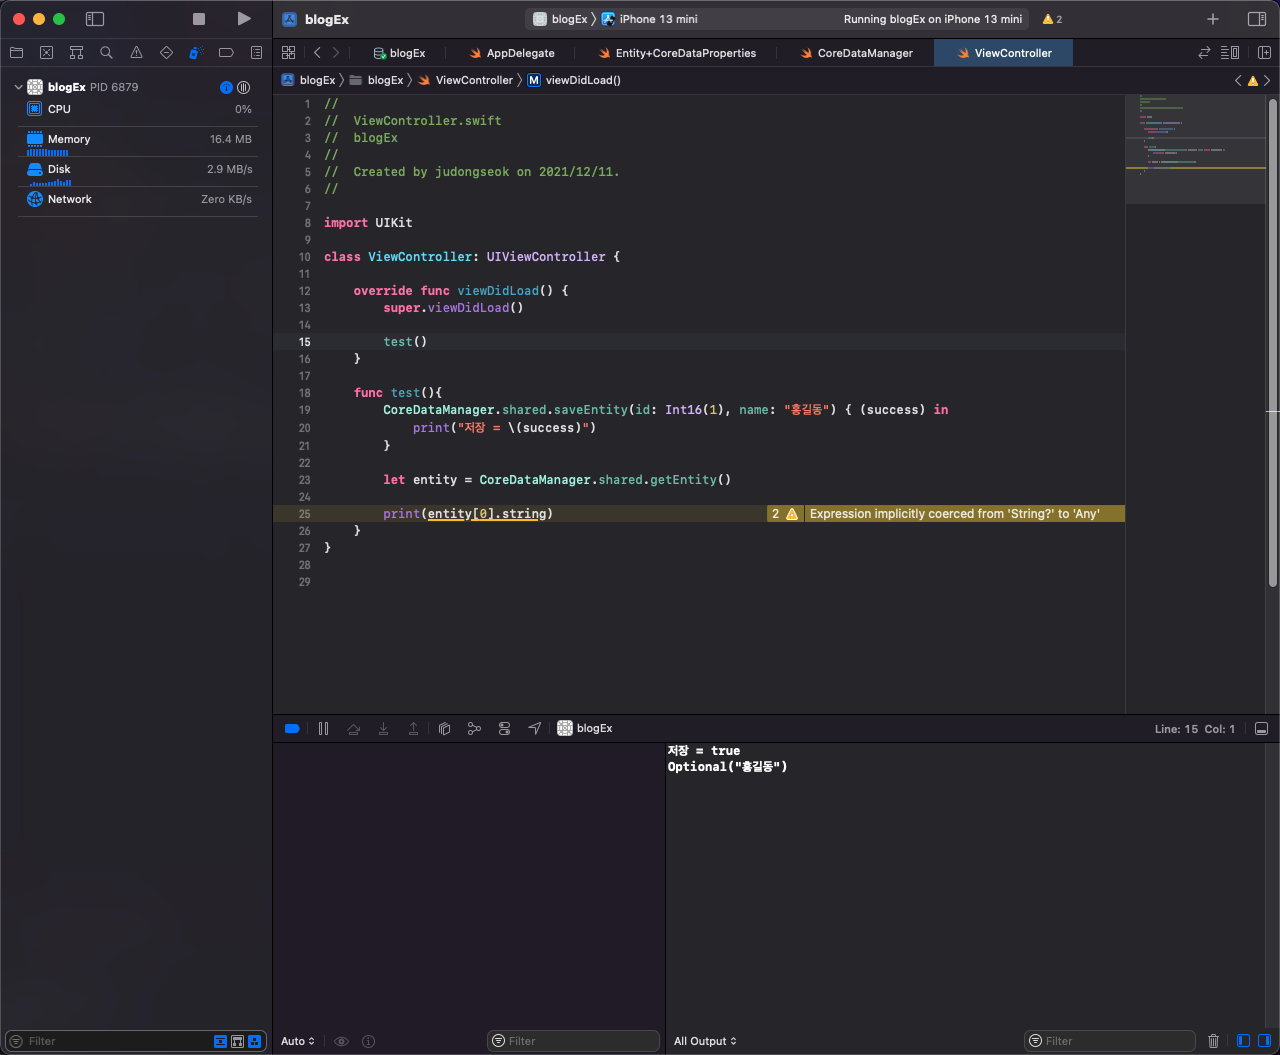 blogEx
blogEx 〉 iPhone 13 mini
Running blogEx on iPhone 13 mini
2
blogEx
AppDelegate
Entity+CoreDataProperties
CoreDataManager
ViewController
blogEx PID 6879
CPU 0%
Memory 16.4 MB
Disk 2.9 MB/s
Network Zero KB/s
Filter
blogEx 〉 blogEx 〉 ViewController 〉 M viewDidLoad()
1 //
2 //  ViewController.swift
3 //  blogEx
4 //
5 //  Created by judongseok on 2021/12/11.
6 //
7
8 import UIKit
9
10 class ViewController: UIViewController {
11
12     override func viewDidLoad() {
13         super.viewDidLoad()
14
15         test()
16     }
17
18     func test(){
19         CoreDataManager.shared.saveEntity(id: Int16(1), name: "홍길동") { (success) in
20             print("저장 = \(success)")
21         }
22
23         let entity = CoreDataManager.shared.getEntity()
24
25         print(entity[0].string) 2 Expression implicitly coerced from 'String?' to 'Any'
26     }
27 }
28
29
blogEx
Line: 15 Col: 1
저장 = true
Optional("홍길동")
Auto
Filter
All Output
Filter